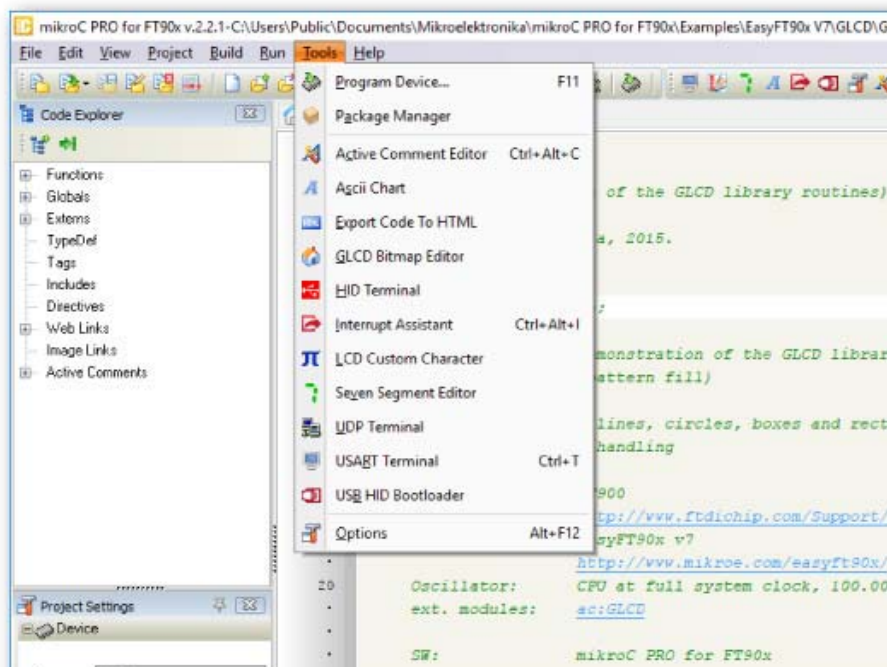 mikroC PRO for FT90x v.2.2.1-C:\Users\Public\Documents\Mikroelektronika\mikroC PRO for FT90x\Examples\EasyFT90x V7\GLCD\G
File Edit View Project Build Run Tools Help
Code Explorer
Functions
Globals
Externs
TypeDef
Tags
Includes
Directives
Web Links
Image Links
Active Comments
Program Device... F11
Package Manager
Active Comment Editor Ctrl+Alt+C
Ascii Chart
Export Code To HTML
GLCD Bitmap Editor
HID Terminal
Interrupt Assistant Ctrl+Alt+I
LCD Custom Character
Seven Segment Editor
UDP Terminal
USART Terminal Ctrl+T
USB HID Bootloader
Options Alt+F12
of the GLCD library routines)
a, 2015.
;
monstration of the GLCD librar
attern fill)
lines, circles, boxes and rect
handling
900
tp://www.ftdichip.com/Support/
syFT90x v7
http://www.mikroe.com/easyft90x/
20 Oscillator: CPU at full system clock, 100.00
ext. modules: ac:GLCD
SW: mikroC PRO for FT90x
Project Settings
Device